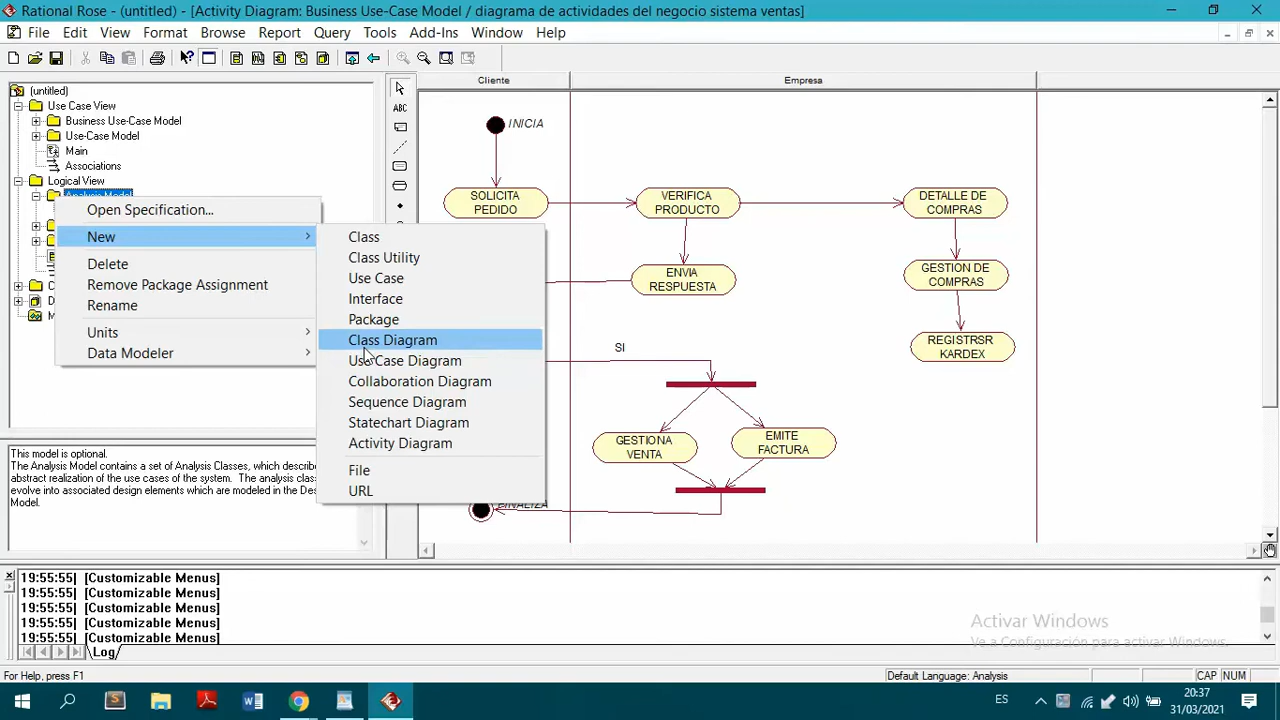 Rational Rose - (untitled) - [Activity Diagram: Business Use-Case Model / diagrama de actividades del negocio sistema ventas]
File Edit View Format Browse Report Query Tools Add-Ins Window Help
(untitled)
Use Case View
Business Use-Case Model
Use-Case Model
Main
Associations
Logical View
Analysis Model
Open Specification...
New
Delete
Remove Package Assignment
Rename
Units
Data Modeler
Class
Class Utility
Use Case
Interface
Package
Class Diagram
Use Case Diagram
Collaboration Diagram
Sequence Diagram
Statechart Diagram
Activity Diagram
File
URL
This model is optional.
The Analysis Model contains a set of Analysis Classes, which describe
abstract realization of the use cases of the system. The analysis
evolve into associated design elements which are modeled in the
Model.
ABC
Cliente
Empresa
INICIA
SOLICITA
PEDIDO
VERIFICA
PRODUCTO
DETALLE DE
COMPRAS
ENVIA
RESPUESTA
GESTION DE
COMPRAS
REGISTRSR
KARDEX
SI
GESTIONA
VENTA
EMITE
FACTURA
19:55:55| [Customizable Menus]
19:55:55| [Customizable Menus]
19:55:55| [Customizable Menus]
19:55:55| [Customizable Menus]
19:55:55| [Customizable Menus]
Log
Activar Windows
Ve a Configuración para activar Windows.
For Help, press F1
Default Language: Analysis
CAP NUM
ES
20:37
31/03/2021